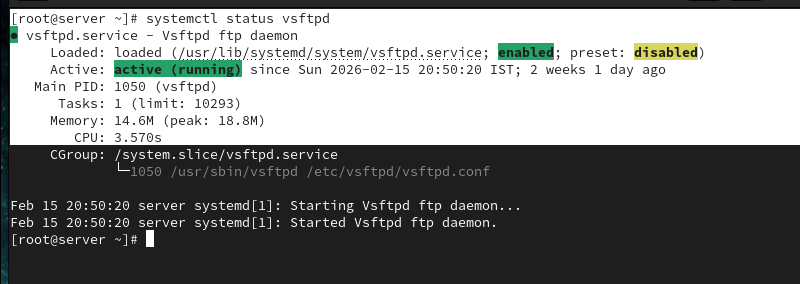 [root@server ~]# systemctl status vsftpd
● vsftpd.service - Vsftpd ftp daemon
Loaded: loaded (/usr/lib/systemd/system/vsftpd.service; enabled; preset: disabled)
Active: active (running) since Sun 2026-02-15 20:50:20 IST; 2 weeks 1 day ago
Main PID: 1050 (vsftpd)
Tasks: 1 (limit: 10293)
Memory: 14.6M (peak: 18.8M)
CPU: 3.570s
CGroup: /system.slice/vsftpd.service
└─1050 /usr/sbin/vsftpd /etc/vsftpd/vsftpd.conf
Feb 15 20:50:20 server systemd[1]: Starting Vsftpd ftp daemon...
Feb 15 20:50:20 server systemd[1]: Started Vsftpd ftp daemon.
[root@server ~]#